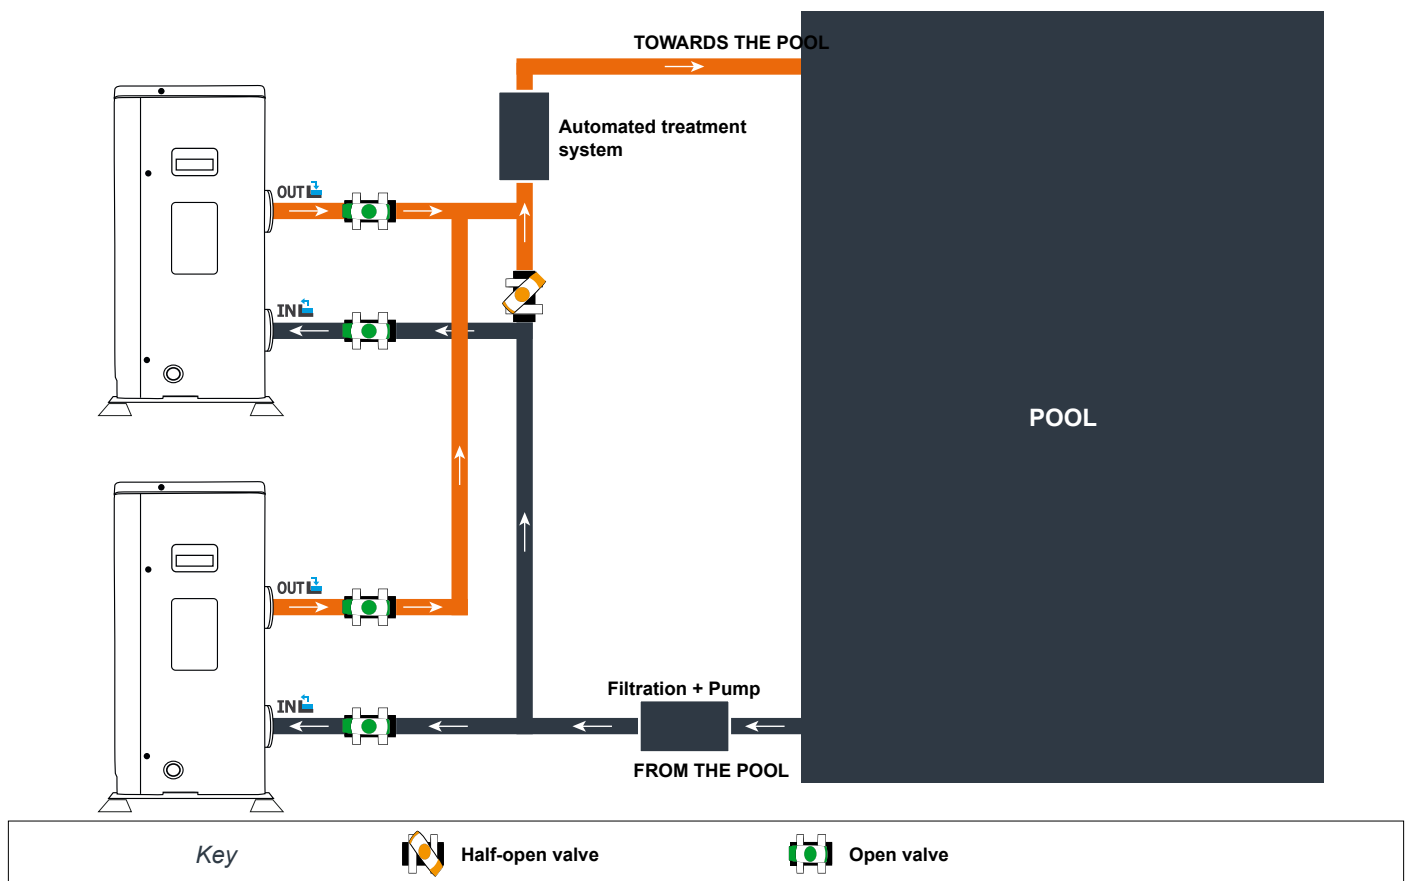 TOWARDS THE POOL
Automated treatment
system
OUT
IN
POOL
OUT
IN
Filtration + Pump
FROM THE POOL
Key
Half-open valve
Open valve